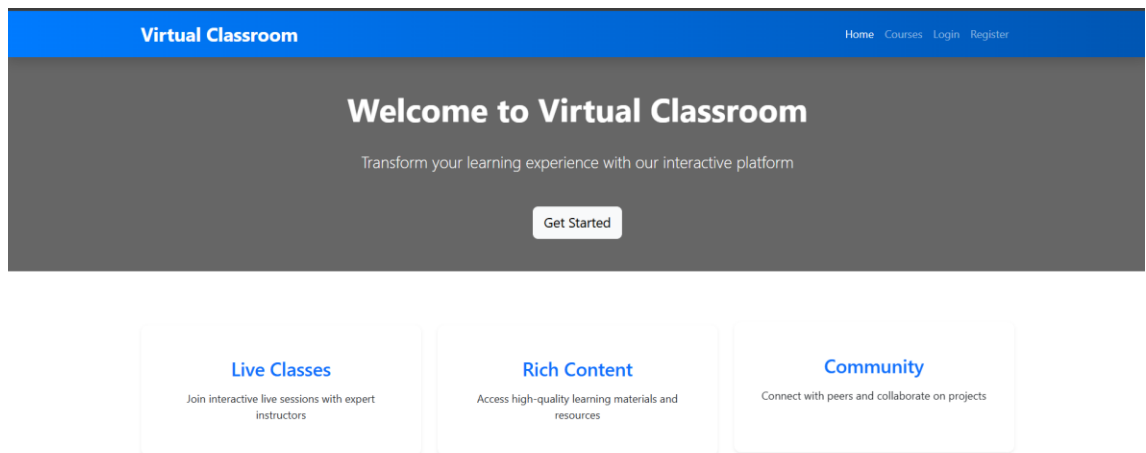 Virtual Classroom
Home Courses Login Register
Welcome to Virtual Classroom
Transform your learning experience with our interactive platform
Get Started
Live Classes
Join interactive live sessions with expert
instructors
Rich Content
Access high-quality learning materials and
resources
Community
Connect with peers and collaborate on projects